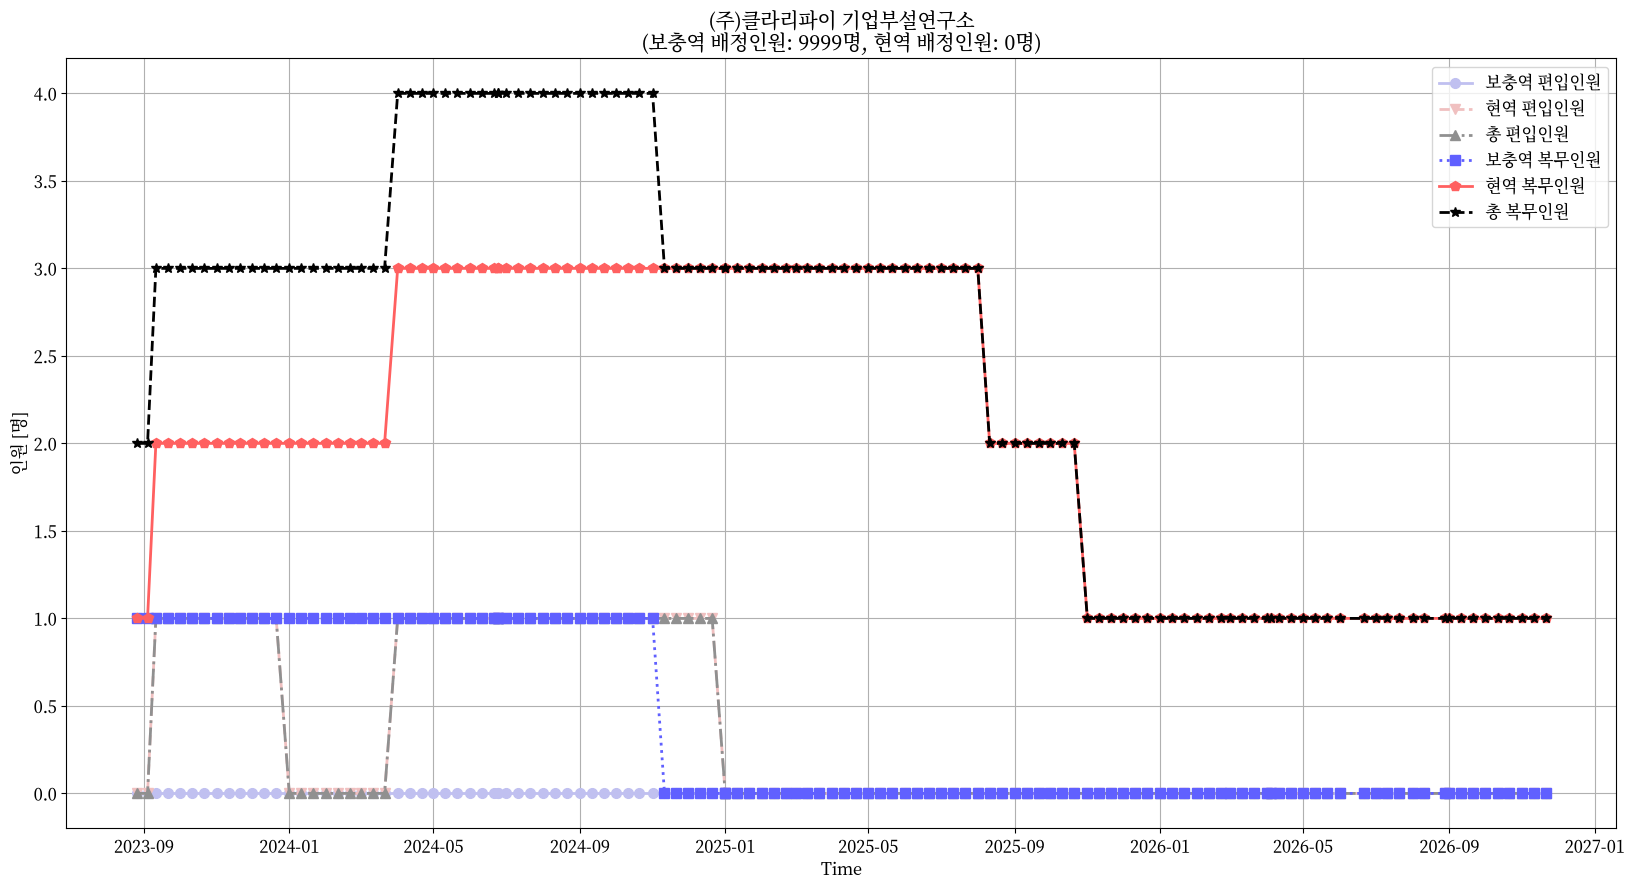 (주)클라리파이 기업부설연구소
(보충역 배정인원: 9999명, 현역 배정인원: 0명)
보충역 편입인원
현역 편입인원
총 편입인원
보충역 복무인원
현역 복무인원
총 복무인원
인원 [명]
4.0
3.5
3.0
2.5
2.0
1.5
1.0
0.5
0.0
2023-09
2024-01
2024-05
2024-09
2025-01
2025-05
2025-09
2026-01
2026-05
2026-09
2027-01
Time